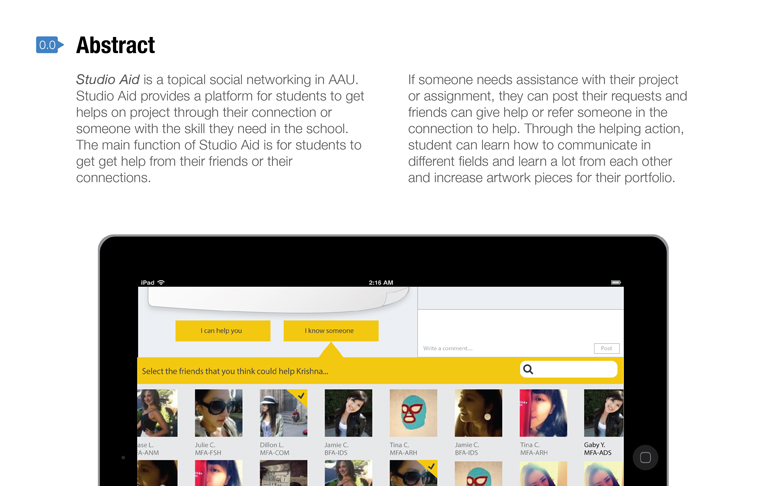 0.0 Abstract
Studio Aid is a topical social networking in AAU.
Studio Aid provides a platform for students to get
helps on project through their connection or
someone with the skill they need in the school.
The main function of Studio Aid is for students to
get get help from their friends or their
connections.
If someone needs assistance with their project
or assignment, they can post their requests and
friends can give help or refer someone in the
connection to help. Through the helping action,
student can learn how to communicate in
different fields and learn a lot from each other
and increase artwork pieces for their portfolio.
iPad 2:16 AM
I can help you I know someone
Write a comment... Post
Select the friends that you think could help Krishna...
ase L. Julie C. Dillon L. Jamie C. Tina C. Jamie C. Tina C. Gaby Y.
FA-ANM MFA-FSH MFA-COM BFA-IDS MFA-ARH BFA-IDS MFA-ARH MFA-ADS